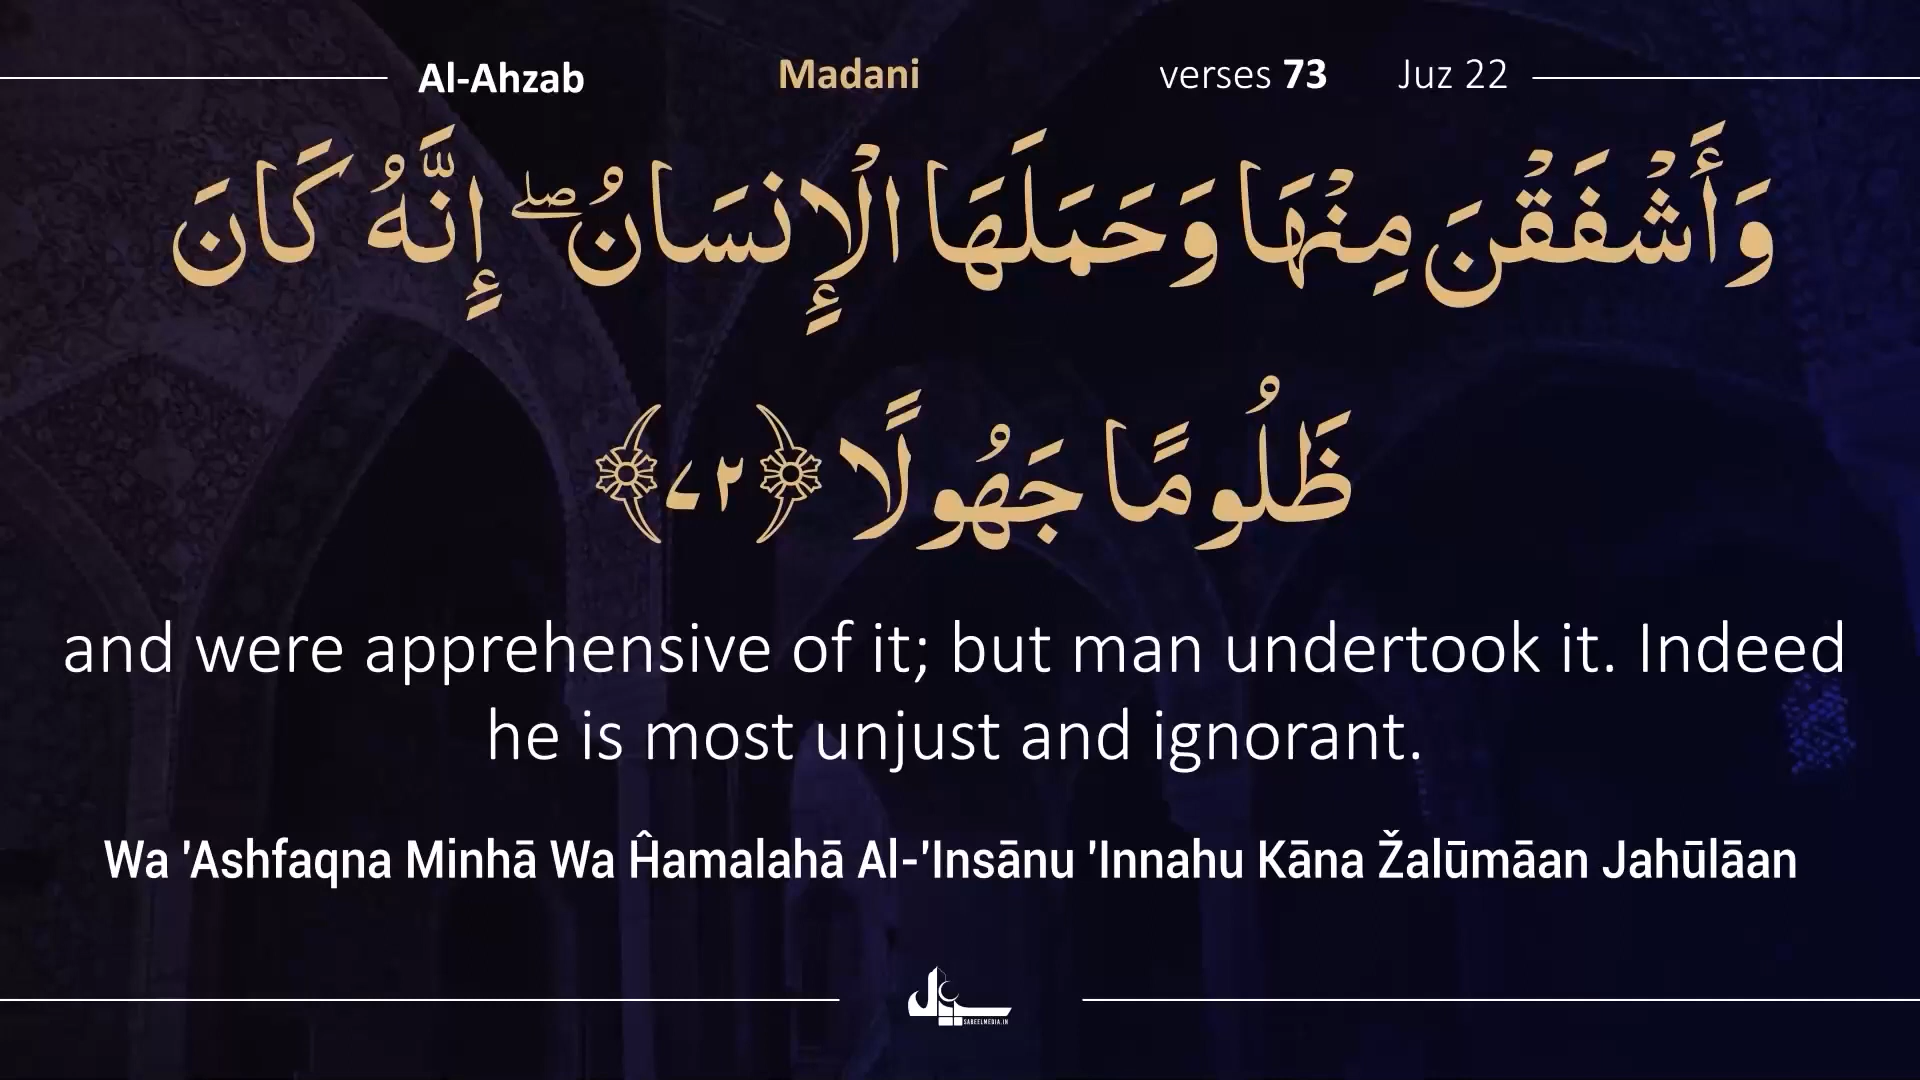 Al-Ahzab Madani verses 73 Juz 22
وَأَشْفَقْنَ مِنْهَا وَحَمَلَهَا الْإِنسَانُ ۖ إِنَّهُ كَانَ
ظَلُومًا جَهُولًا ﴿٧٢﴾
and were apprehensive of it; but man undertook it. Indeed
he is most unjust and ignorant.
Wa 'Ashfaqna Minhā Wa Ĥamalahā Al-'Insānu 'Innahu Kāna Žalūmāan Jahūlāan
SABEELMEDIA.IN